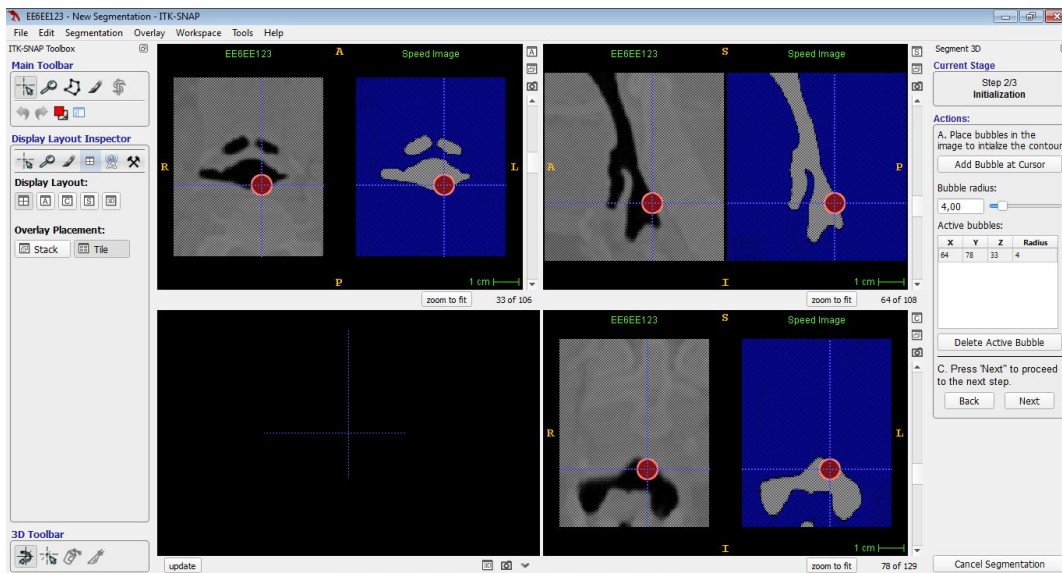 EE6EE123 - New Segmentation - ITK-SNAP
File Edit Segmentation Overlay Workspace Tools Help
ITK-SNAP Toolbox
Main Toolbar
Display Layout Inspector
Display Layout:
A C S 3D
Overlay Placement:
Stack Tile
3D Toolbar
EE6EE123 A Speed Image
R L
P 1 cm
zoom to fit 33 of 106
A
EE6EE123 S Speed Image
A P
I 1 cm
zoom to fit 64 of 108
S
update 3D
EE6EE123 S Speed Image
R L
I 1 cm
zoom to fit 78 of 129
C
Segment 3D
Current Stage
Step 2/3
Initialization
Actions:
A. Place bubbles in the
image to intialize the contour
Add Bubble at Cursor
Bubble radius:
4,00
Active bubbles:
X Y Z Radius
64 78 33 4
Delete Active Bubble
C. Press 'Next" to proceed
to the next step.
Back Next
Cancel Segmentation